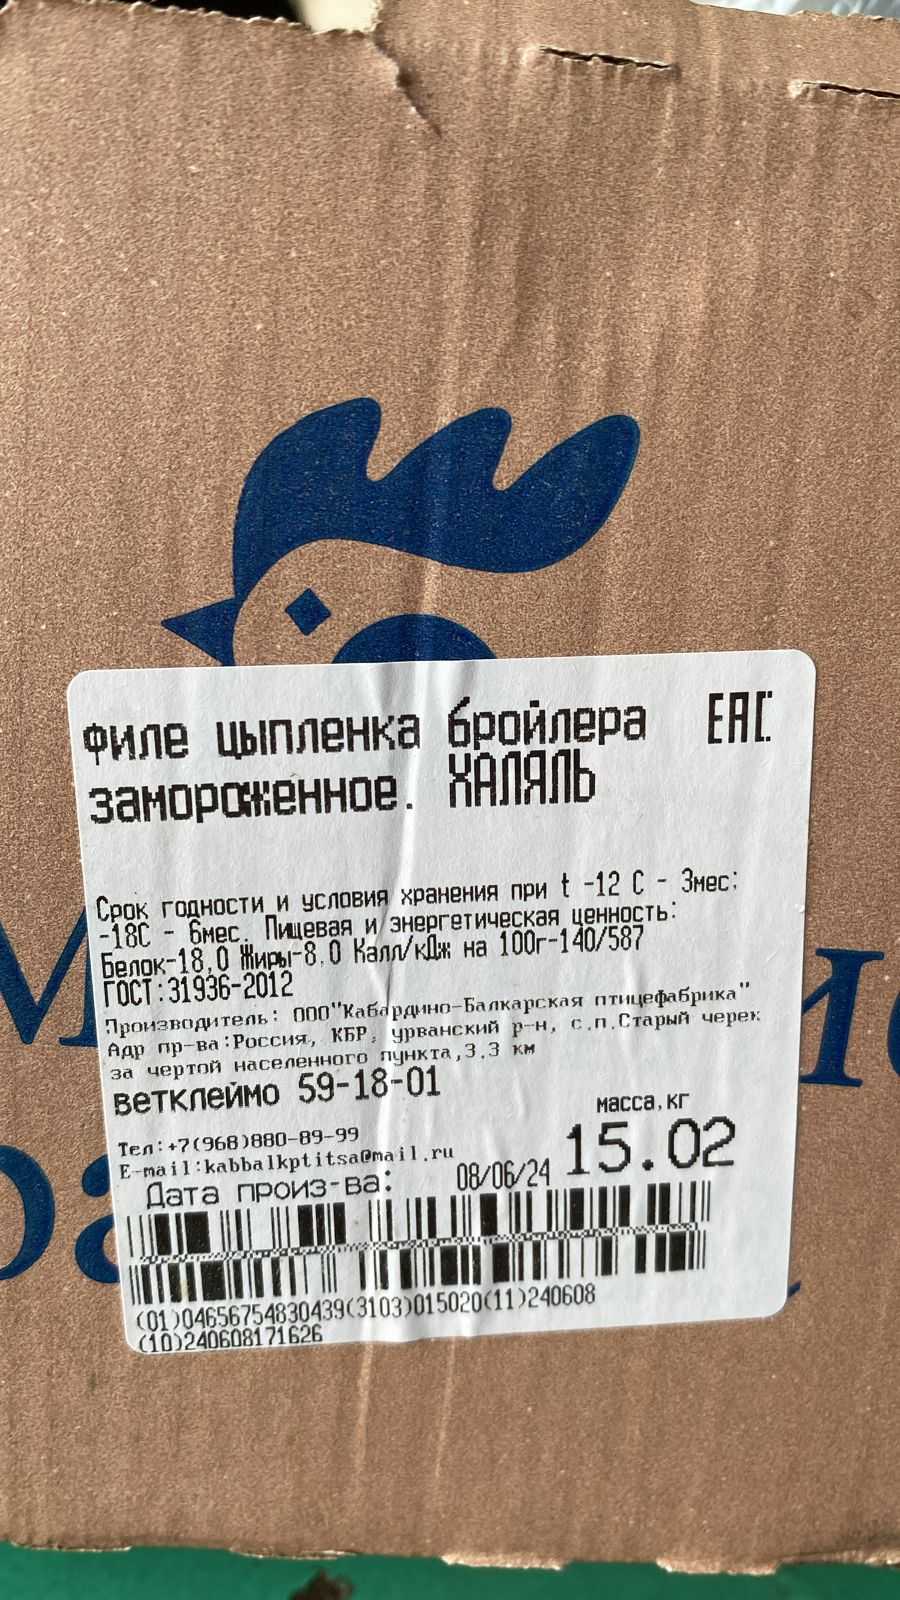 Филе цыпленка бройлера ЕАС
замороженное. ХАЛЯЛЬ
Срок годности и условия хранения при t -12 C - 3мес;
-18C - 6мес. Пищевая и энергетическая ценность:
Белок-18,0 Жиры-8,0 Калл/кДж на 100г-140/587
ГОСТ:31936-2012
Производитель: ООО"Кабардино-Балкарская птицефабрика"
Адр пр-ва:Россия, КБР, урванский р-н, с.п.Старый черек
за чертой населенного пункта,3.3 км
ветклеймо 59-18-01
масса,кг
Тел:+7(968)880-89-99
15.02
E-mail:kabbalkptitsa@mail.ru
Дата произ-ва: 08/06/24
(01)04656754830439(3103)015020(11)240608
(10)240608171626